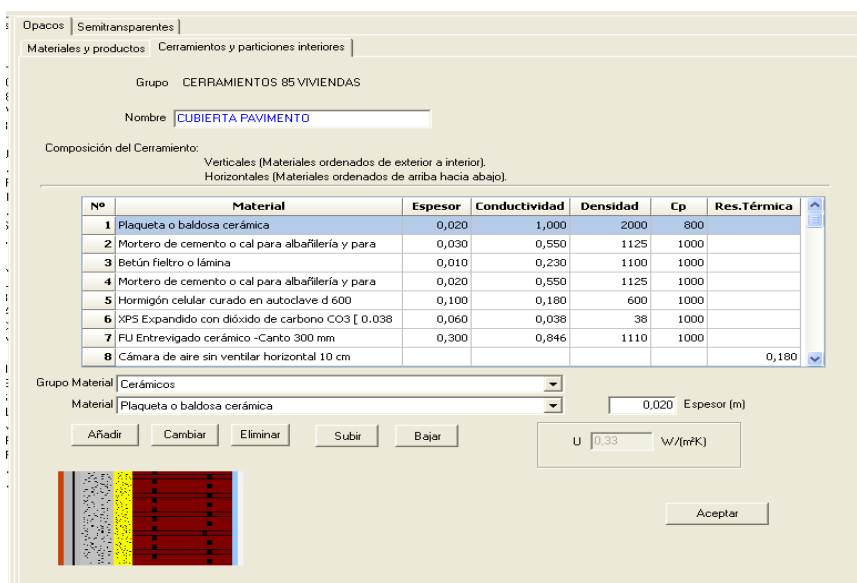 Opacos Semitransparentes
Materiales y productos Cerramientos y particiones interiores
Grupo CERRAMIENTOS 85 VIVIENDAS
Nombre CUBIERTA PAVIMENTO
Composición del Cerramiento:
Verticales (Materiales ordenados de exterior a interior).
Horizontales (Materiales ordenados de arriba hacia abajo).
Nº Material Espesor Conductividad Densidad Cp Res.Térmica
1 Plaqueta o baldosa cerámica 0,020 1,000 2000 800
2 Mortero de cemento o cal para albañilería y para 0,030 0,550 1125 1000
3 Betún fieltro o lámina 0,010 0,230 1100 1000
4 Mortero de cemento o cal para albañilería y para 0,020 0,550 1125 1000
5 Hormigón celular curado en autoclave d 600 0,100 0,180 600 1000
6 XPS Expandido con dióxido de carbono CO3 [ 0.038 0,060 0,038 38 1000
7 FU Entrevigado cerámico -Canto 300 mm 0,300 0,846 1110 1000
8 Cámara de aire sin ventilar horizontal 10 cm 0,180
Grupo Material Cerámicos
Material Plaqueta o baldosa cerámica 0,020 Espesor (m)
Añadir Cambiar Eliminar Subir Bajar U 0,33 W/(m²K)
Aceptar